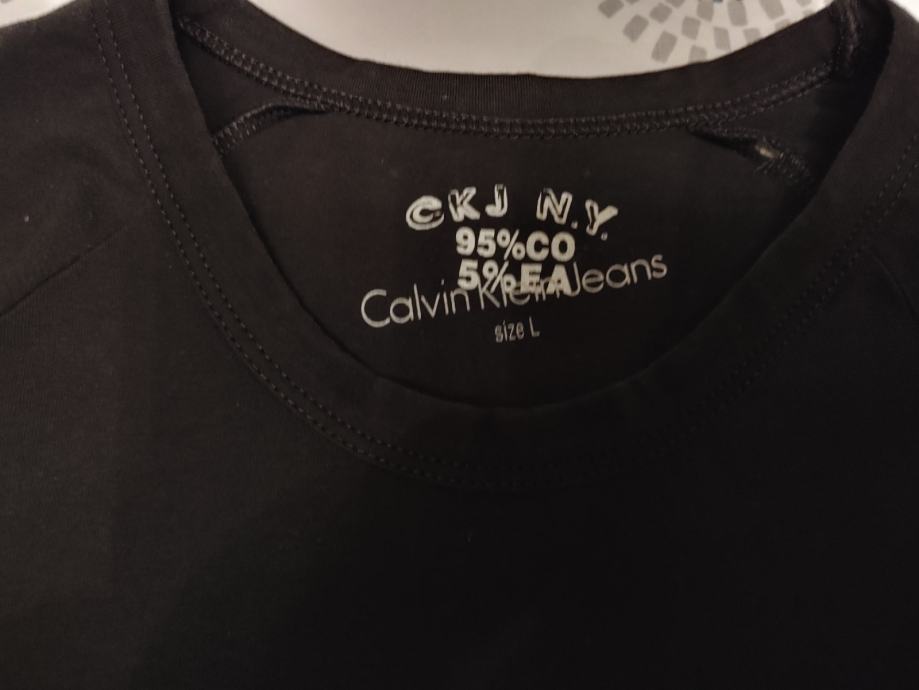 CKJ N.Y.
95%CO
5%EA
Calvin Klein Jeans
size L